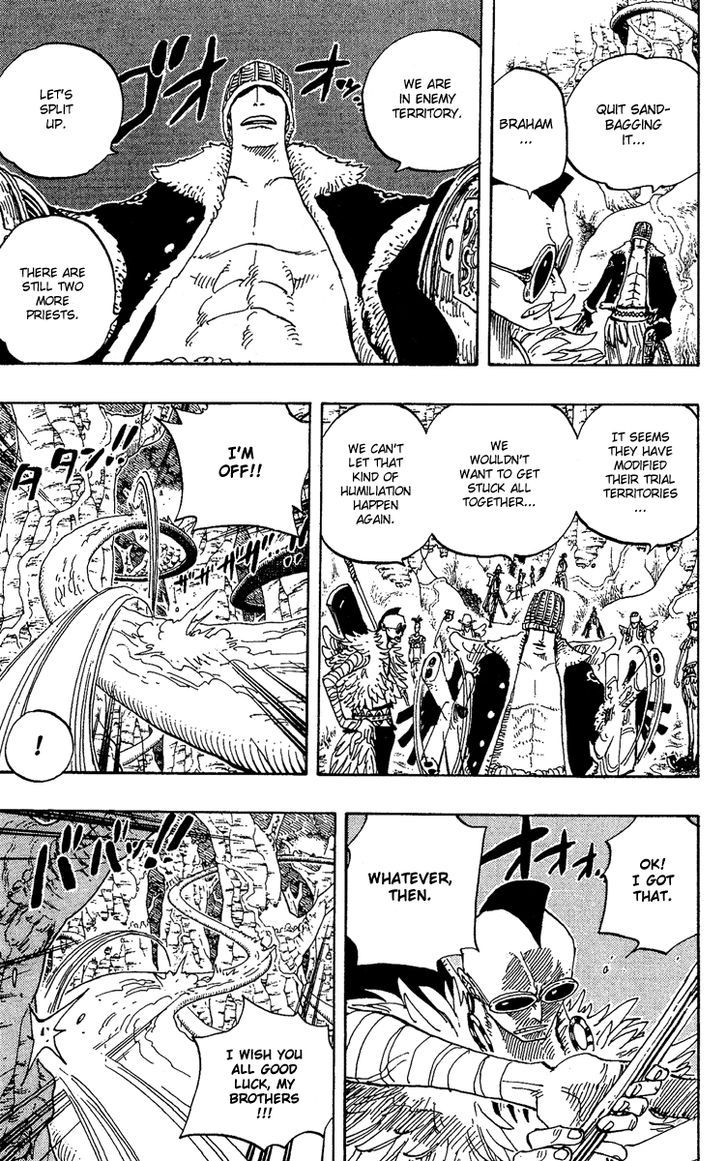 QUIT SAND-
BAGGING
IT...
BRAHAM
...
WE ARE
IN ENEMY
TERRITORY.
ゴオオ...
LET'S
SPLIT
UP.
THERE ARE
STILL TWO
MORE
PRIESTS.
IT SEEMS
THEY HAVE
MODIFIED
THEIR TRIAL
TERRITORIES
...
WE
WOULDN'T
WANT TO GET
STUCK ALL
TOGETHER...
WE CAN'T
LET THAT
KIND OF
HUMILIATION
HAPPEN
AGAIN.
I'M
OFF!!
タタン!!
!
OK!
I GOT
THAT.
オオオ...
WHATEVER,
THEN.
ババッ!!
I WISH YOU
ALL GOOD
LUCK, MY
BROTHERS
!!!